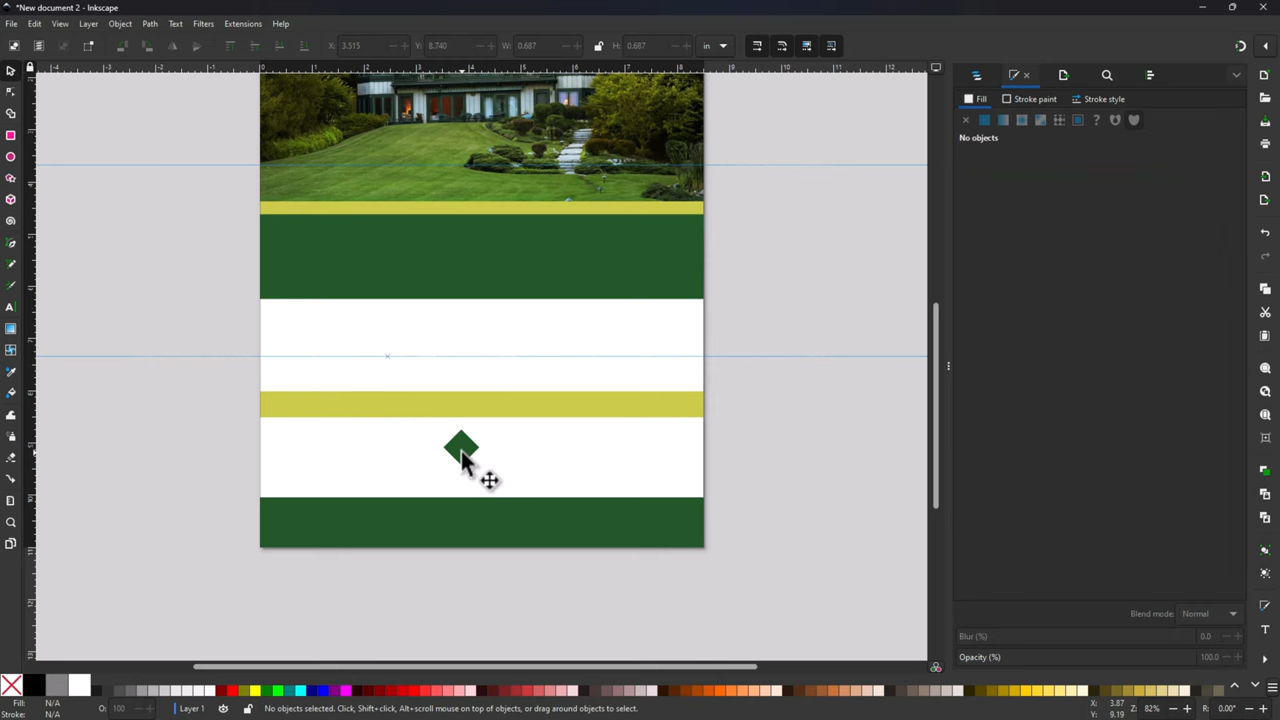 *New document 2 - Inkscape
File Edit View Layer Object Path Text Filters Extensions Help
X: 3.515 Y: 8.740 W: 0.687 H: 0.687 in
Fill Stroke paint Stroke style
No objects
Blend mode: Normal
Blur (%) 0.0
Opacity (%) 100.0
Fill: N/A
Stroke: N/A
O: 100
Layer 1
No objects selected. Click, Shift+click, Alt+scroll mouse on top of objects, or drag around objects to select.
X: 3.87
Y: 9.19
Z: 82%
R: 0.00°